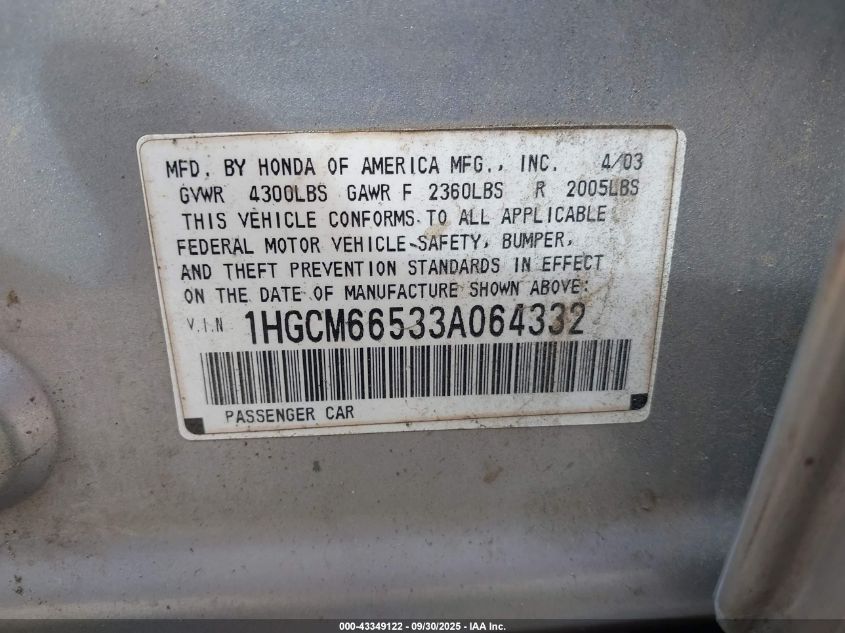 MFD. BY HONDA OF AMERICA MFG., INC. 4/03
GVWR 4300LBS GAWR F 2360LBS R 2005LBS
THIS VEHICLE CONFORMS TO ALL APPLICABLE
FEDERAL MOTOR VEHICLE SAFETY, BUMPER,
AND THEFT PREVENTION STANDARDS IN EFFECT
ON THE DATE OF MANUFACTURE SHOWN ABOVE:
V.I.N 1HGCM66533A064332
PASSENGER CAR
000-43349122 - 09/30/2025 - IAA Inc.